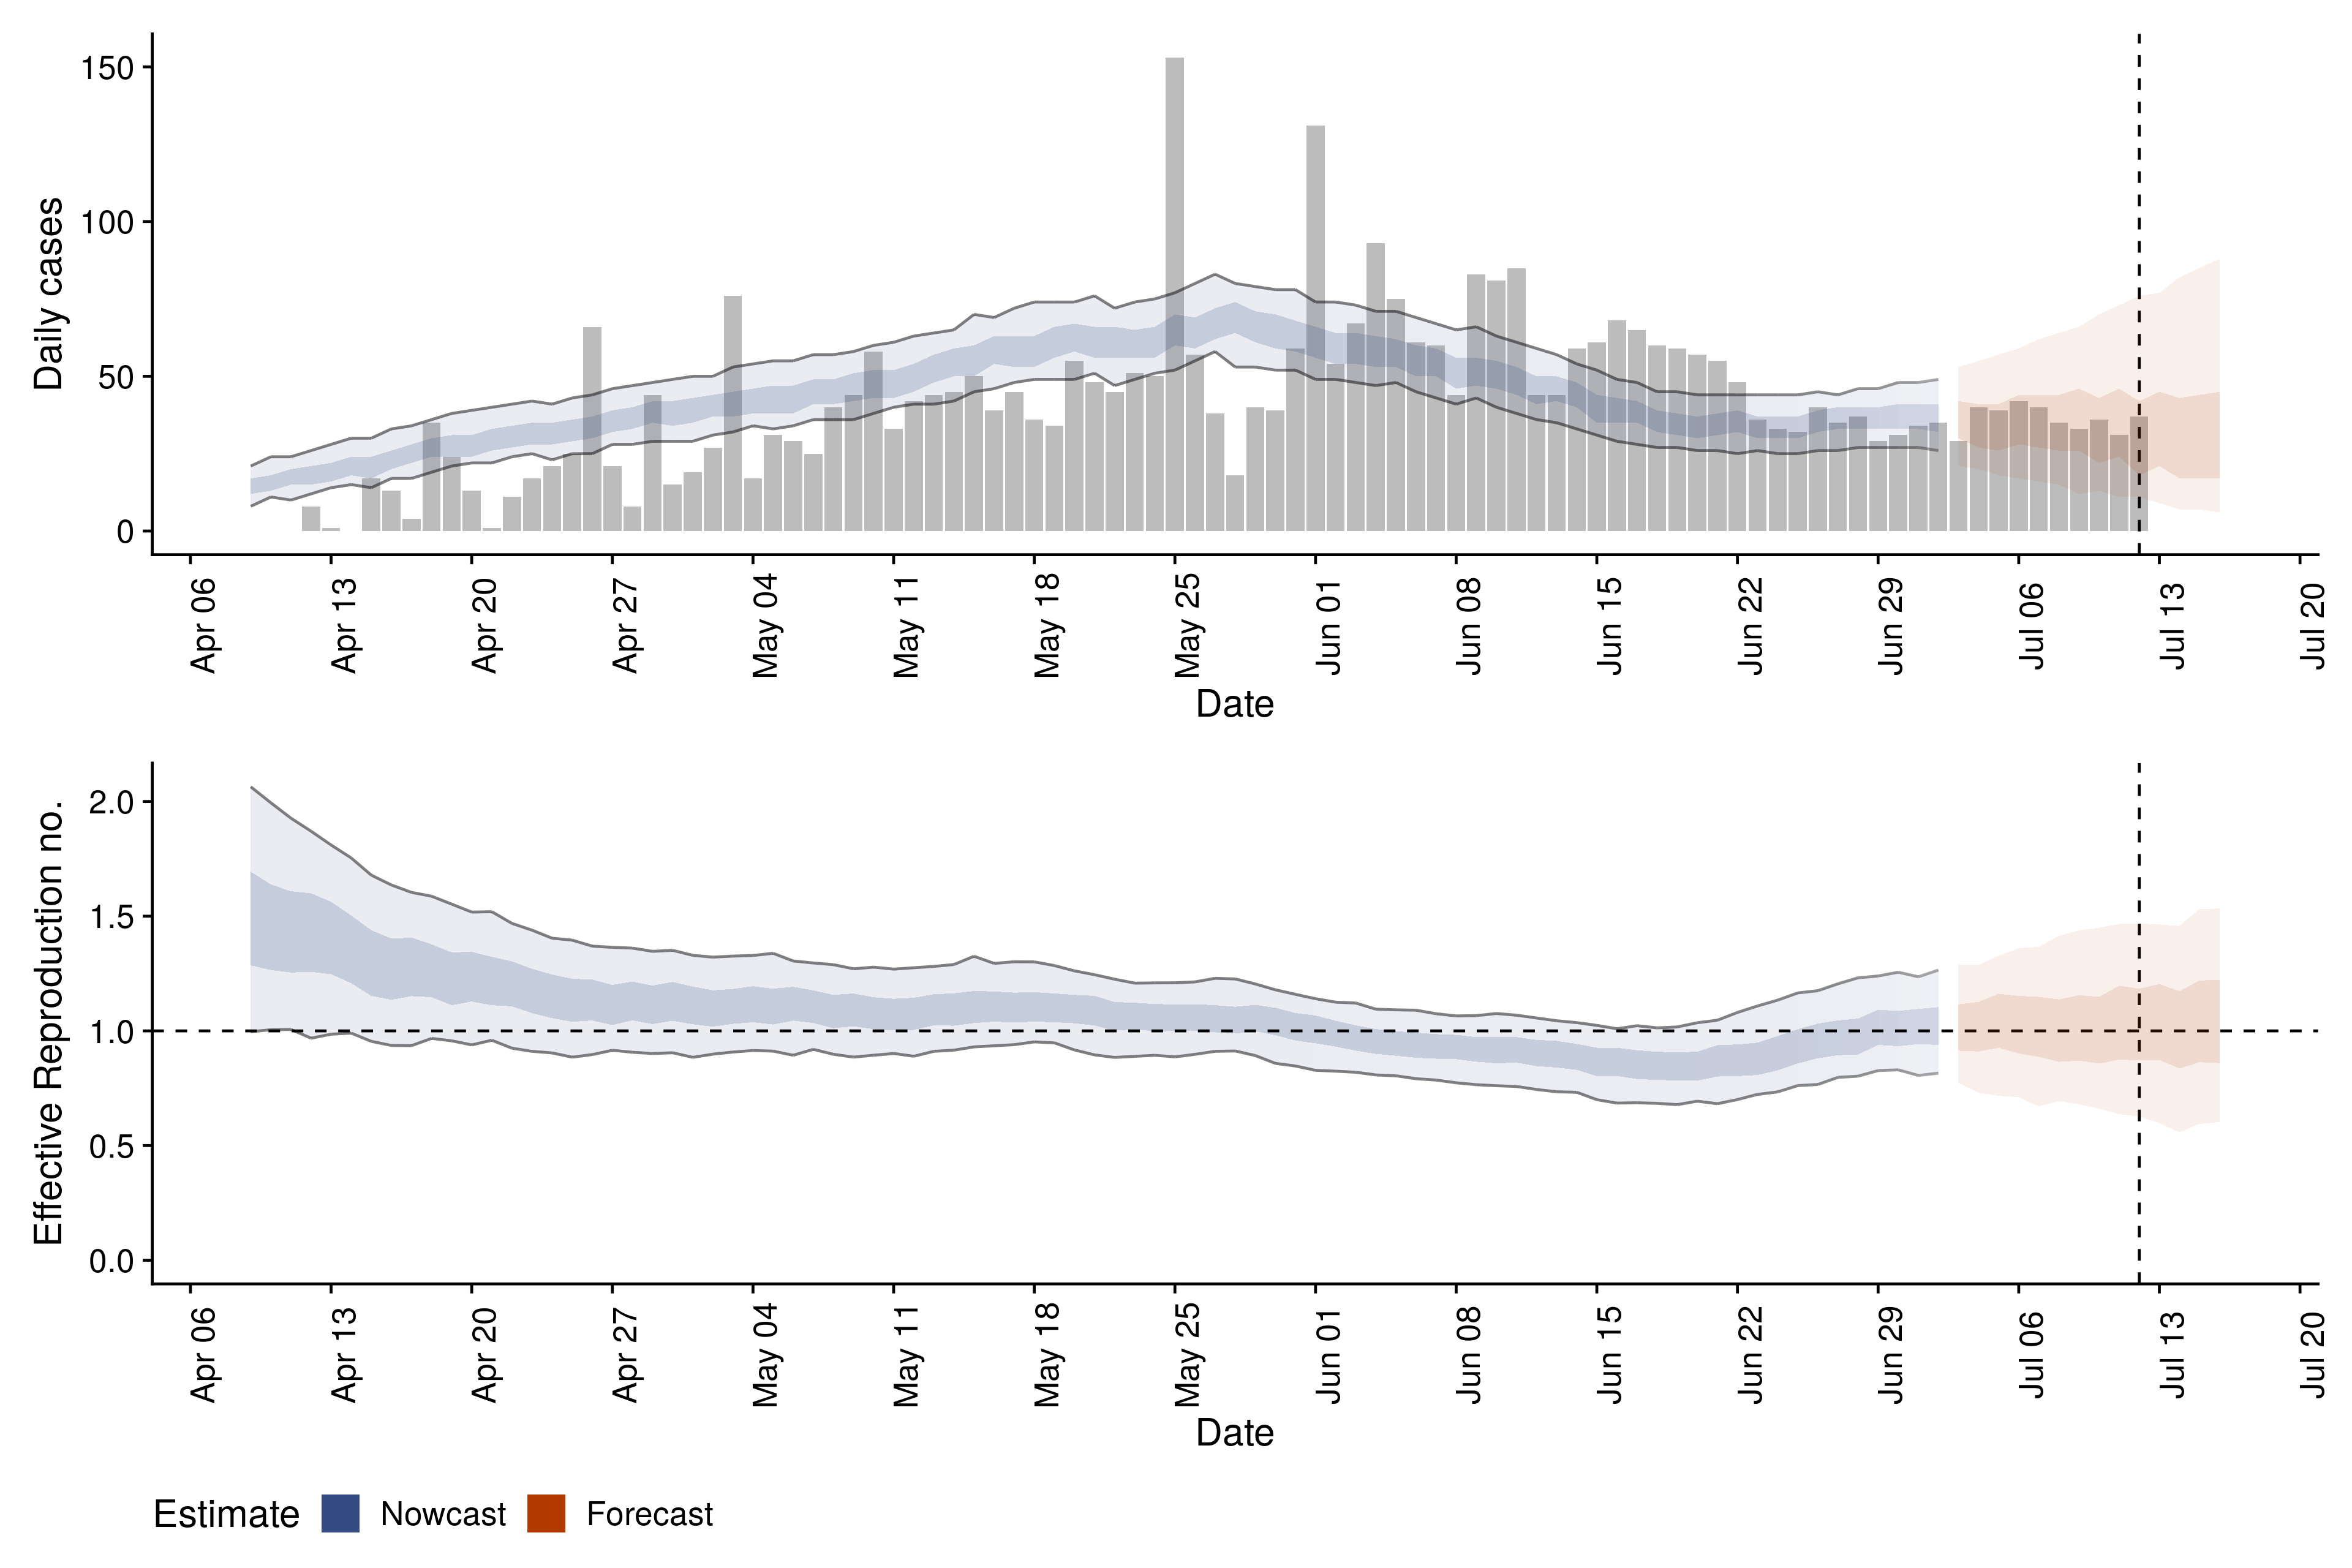 Daily cases
150
100
50
0
Apr 06
Apr 13
Apr 20
Apr 27
May 04
May 11
May 18
May 25
Jun 01
Jun 08
Jun 15
Jun 22
Jun 29
Jul 06
Jul 13
Jul 20
Date
Effective Reproduction no.
2.0
1.5
1.0
0.5
0.0
Apr 06
Apr 13
Apr 20
Apr 27
May 04
May 11
May 18
May 25
Jun 01
Jun 08
Jun 15
Jun 22
Jun 29
Jul 06
Jul 13
Jul 20
Date
Estimate Nowcast Forecast